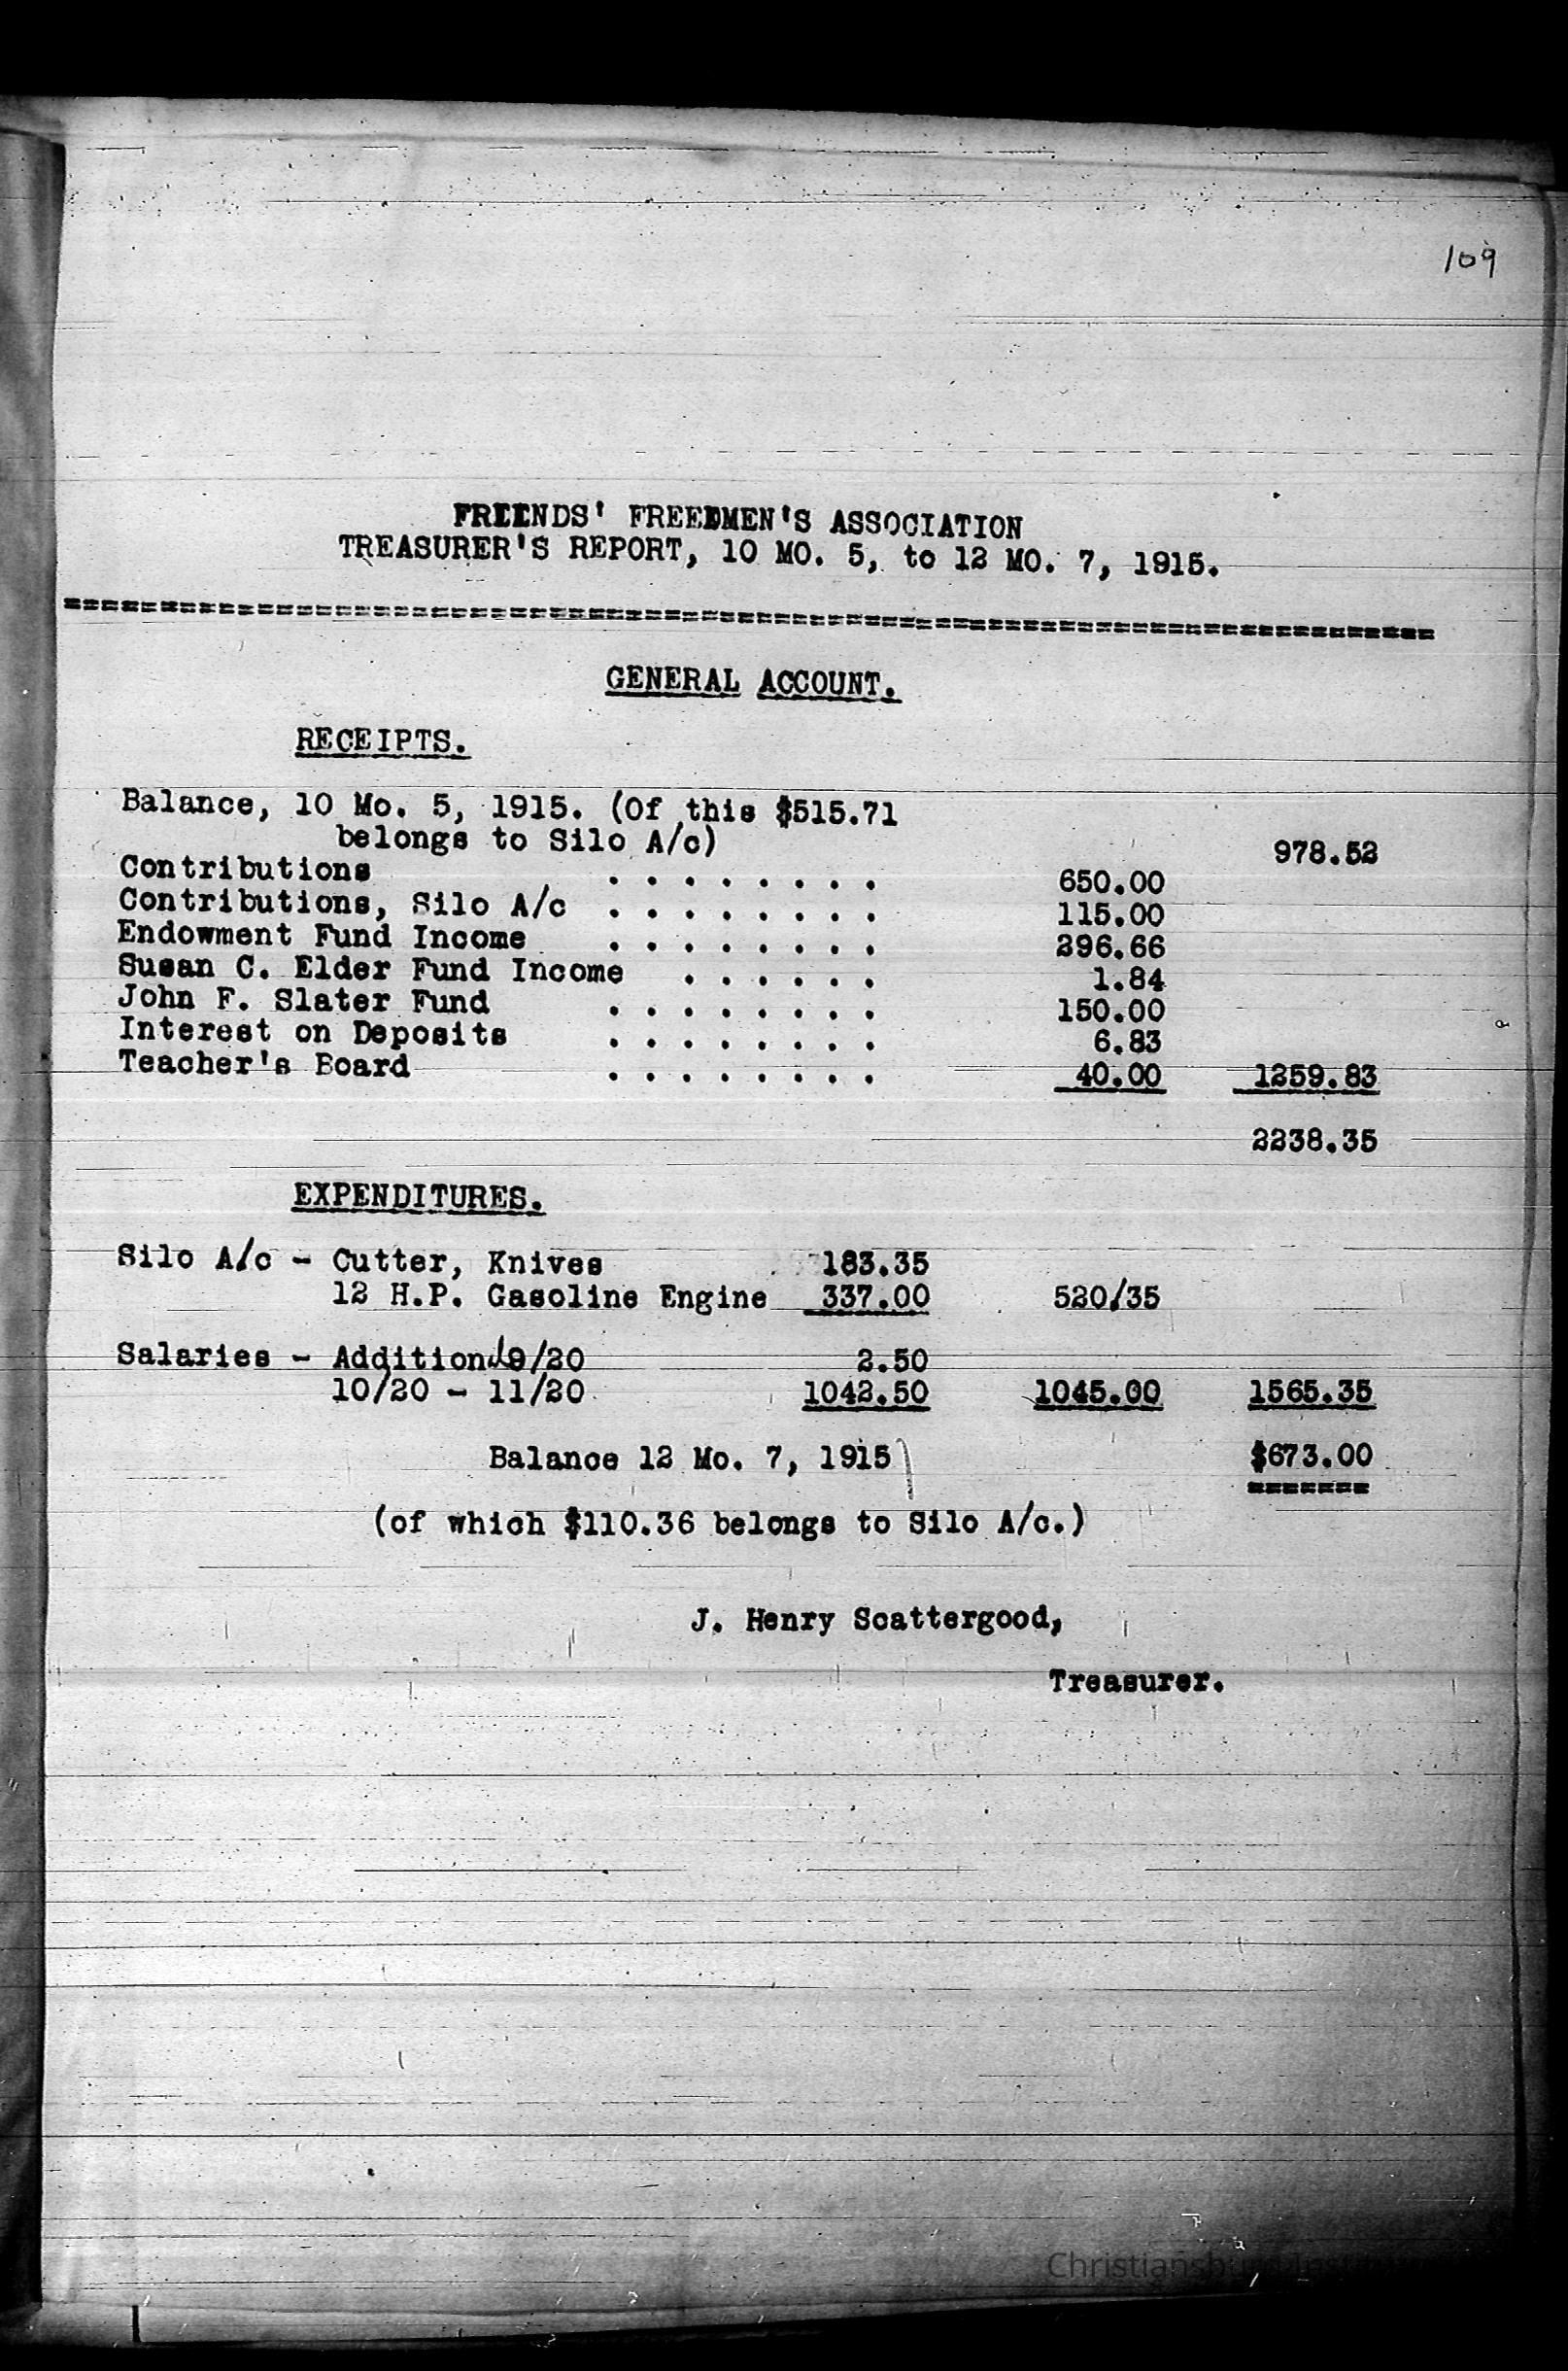 109
FRIENDS' FREEDMEN'S ASSOCIATION
TREASURER'S REPORT, 10 MO. 5, to 12 MO. 7, 1915.
GENERAL ACCOUNT.
RECEIPTS.
Balance, 10 Mo. 5, 1915. (Of this $515.71
belongs to Silo A/c) 978.52
Contributions . . . . . . . . 650.00
Contributions, Silo A/c . . . . . . . . 115.00
Endowment Fund Income . . . . . . . . 296.66
Susan C. Elder Fund Income . . . . . . 1.84
John F. Slater Fund . . . . . . . . 150.00
Interest on Deposits . . . . . . . . 6.83
Teacher's Board . . . . . . . . 40.00 1259.83
2238.35
EXPENDITURES.
Silo A/c - Cutter, Knives 183.35
12 H.P. Gasoline Engine 337.00 520/35
Salaries - Additional 9/20 2.50
10/20 - 11/20 1042.50 1045.00 1565.35
Balance 12 Mo. 7, 1915 $673.00
(of which $110.36 belongs to Silo A/c.)
J. Henry Scattergood,
Treasurer.